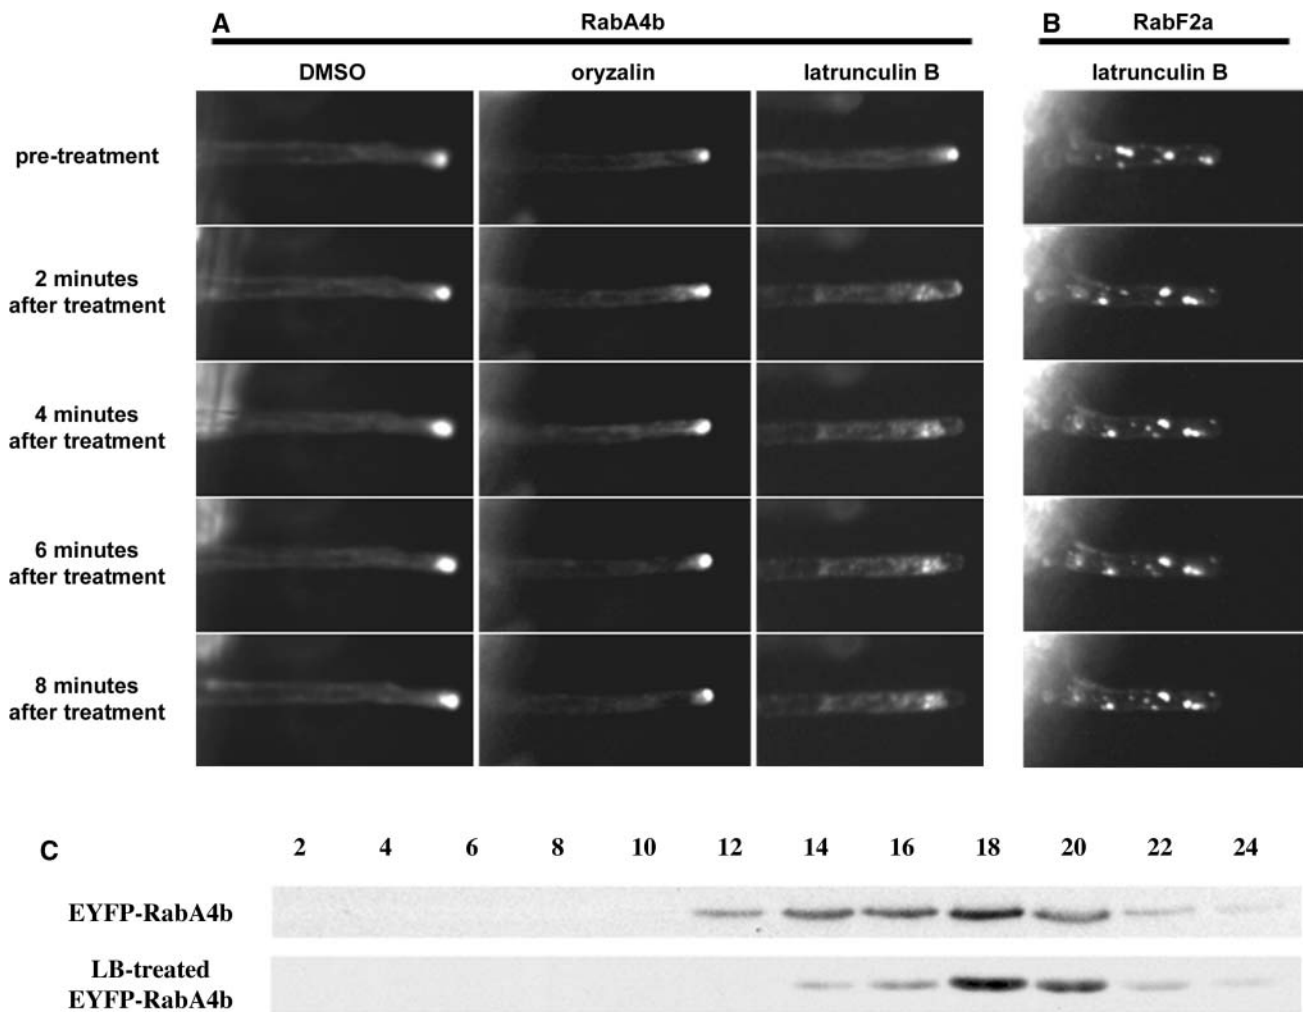 A RabA4b B RabF2a
DMSO oryzalin latrunculin B latrunculin B
pre-treatment
2 minutes
after treatment
4 minutes
after treatment
6 minutes
after treatment
8 minutes
after treatment
C 2 4 6 8 10 12 14 16 18 20 22 24
EYFP-RabA4b
LB-treated
EYFP-RabA4b